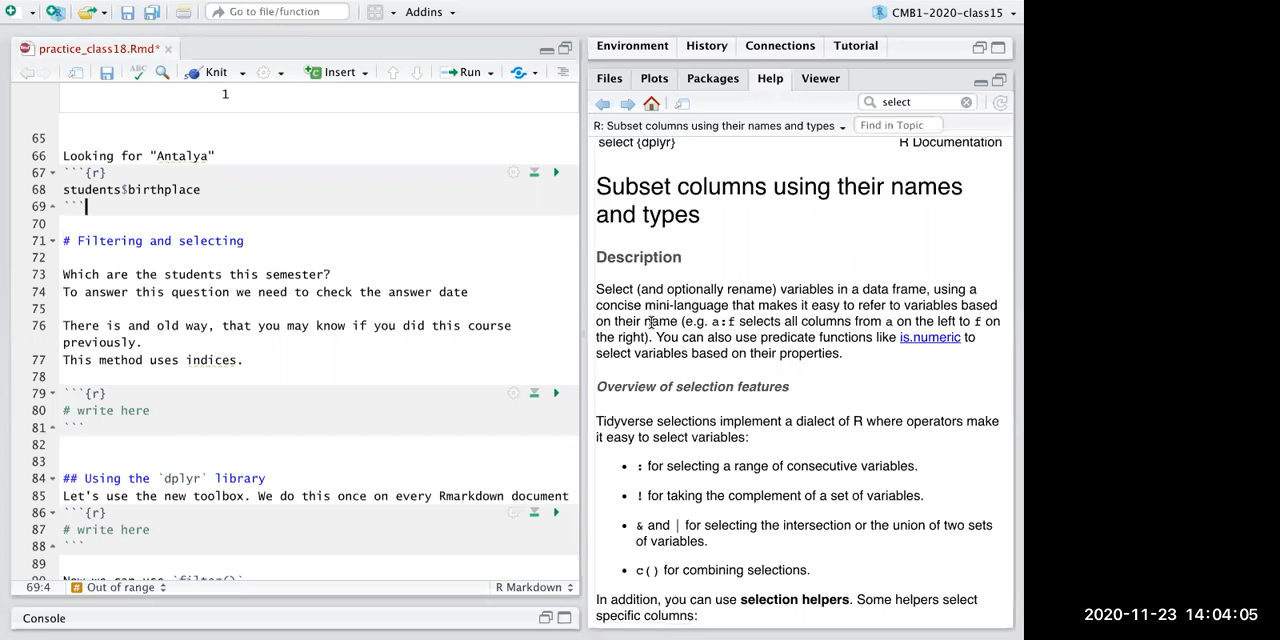 Go to file/function
Addins
CMB1-2020-class15
practice_class18.Rmd*
Environment History Connections Tutorial
ABC Knit Insert Run
Files Plots Packages Help Viewer
select
R: Subset columns using their names and types
Find in Topic
1
65
66 Looking for "Antalya"
67 ```{r}
68 students$birthplace
69 ```
70
71 # Filtering and selecting
72
73 Which are the students this semester?
74 To answer this question we need to check the answer date
75
76 There is and old way, that you may know if you did this course
previously.
77 This method uses indices.
78
79 ```{r}
80 # write here
81 ```
82
83
84 ## Using the `dplyr` library
85 Let's use the new toolbox. We do this once on every Rmarkdown document
86 ```{r}
87 # write here
88 ```
89
90 Now we can use `filter()`
69:4 # Out of range R Markdown
Console
select {dplyr} R Documentation
Subset columns using their names
and types
Description
Select (and optionally rename) variables in a data frame, using a
concise mini-language that makes it easy to refer to variables based
on their name (e.g. a:f selects all columns from a on the left to f on
the right). You can also use predicate functions like is.numeric to
select variables based on their properties.
Overview of selection features
Tidyverse selections implement a dialect of R where operators make
it easy to select variables:
• : for selecting a range of consecutive variables.
• ! for taking the complement of a set of variables.
• & and | for selecting the intersection or the union of two sets
of variables.
• c() for combining selections.
In addition, you can use selection helpers. Some helpers select
specific columns:
2020-11-23 14:04:05